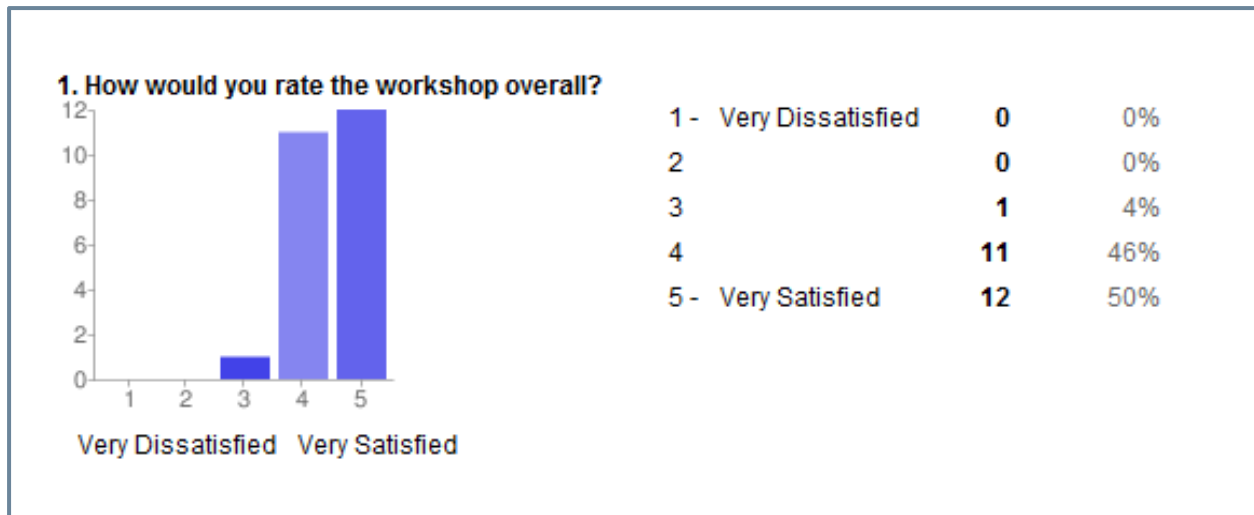 1. How would you rate the workshop overall?
12
10
8
6
4
2
0
1 2 3 4 5
Very Dissatisfied Very Satisfied
1 - Very Dissatisfied 0 0%
2 0 0%
3 1 4%
4 11 46%
5 - Very Satisfied 12 50%